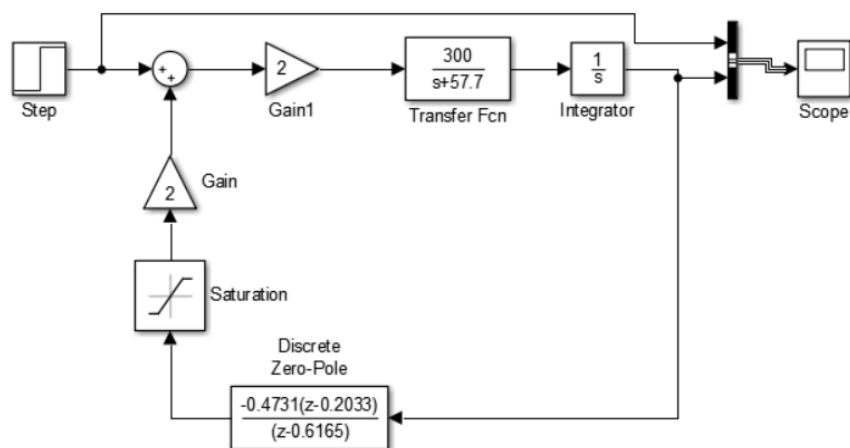 Step
+
+
2
Gain1
300
s+57.7
Transfer Fcn
1
s
Integrator
Scope
2
Gain
Saturation
Discrete
Zero-Pole
-0.4731(z-0.2033)
(z-0.6165)